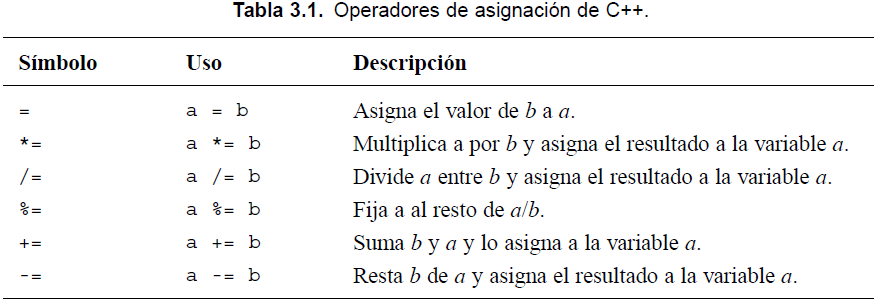 Tabla 3.1. Operadores de asignación de C++.
Símbolo Uso Descripción
= a = b Asigna el valor de b a a.
*= a *= b Multiplica a por b y asigna el resultado a la variable a.
/= a /= b Divide a entre b y asigna el resultado a la variable a.
%= a %= b Fija a al resto de a/b.
+= a += b Suma b y a y lo asigna a la variable a.
-= a -= b Resta b de a y asigna el resultado a la variable a.